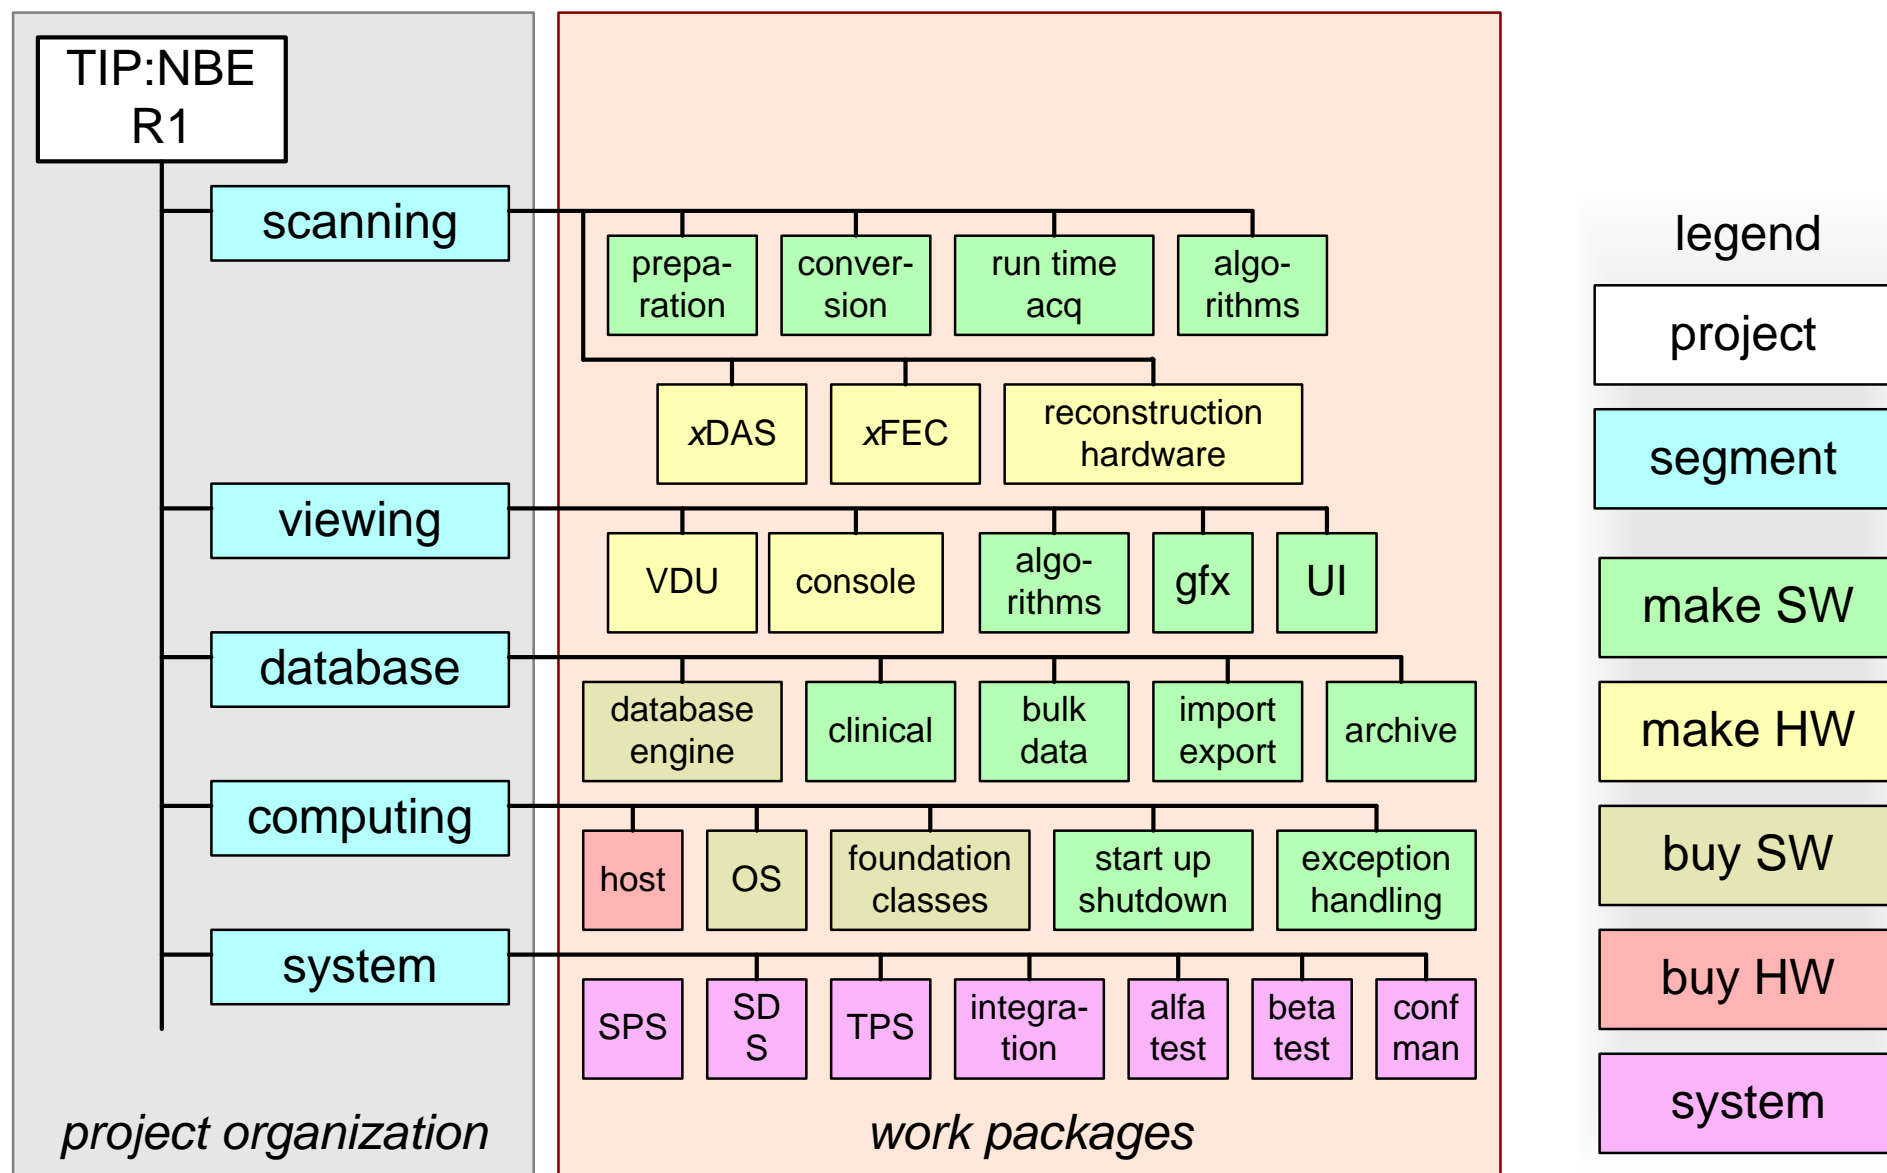 TIP:NBE
R1
scanning
prepa-
ration
conver-
sion
run time
acq
algo-
rithms
xDAS
xFEC
reconstruction
hardware
viewing
VDU
console
algo-
rithms
gfx
UI
database
database
engine
clinical
bulk
data
import
export
archive
computing
host
OS
foundation
classes
start up
shutdown
exception
handling
system
SPS
SD
S
TPS
integra-
tion
alfa
test
beta
test
conf
man
project organization
work packages
legend
project
segment
make SW
make HW
buy SW
buy HW
system